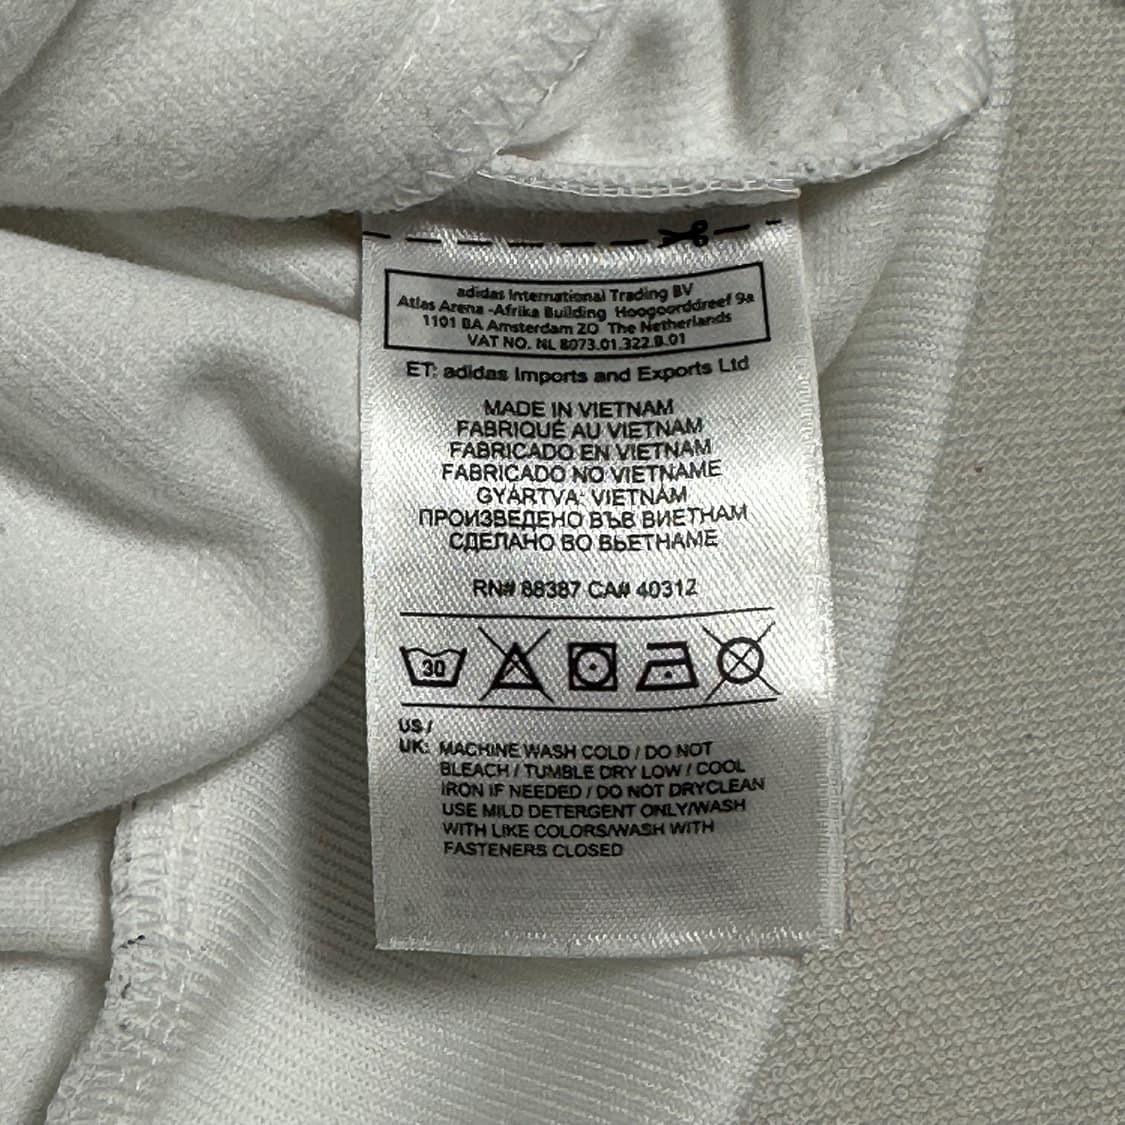 adidas International Trading BV
Atlas Arena -Afrika Building Hoogoorddreef 9a
1101 BA Amsterdam ZO The Netherlands
VAT NO. NL 8073.01.322.B.01
ET: adidas Imports and Exports Ltd
MADE IN VIETNAM
FABRIQUÉ AU VIETNAM
FABRICADO EN VIETNAM
FABRICADO NO VIETNAME
GYÁRTVA: VIETNÁM
ПРОИЗВЕДЕНО ВЪВ ВИЕТНАМ
СДЕЛАНО ВО ВЬЕТНАМЕ
RN# 88387 CA# 40312
30
US /
UK: MACHINE WASH COLD / DO NOT
BLEACH / TUMBLE DRY LOW / COOL
IRON IF NEEDED / DO NOT DRYCLEAN
USE MILD DETERGENT ONLY/WASH
WITH LIKE COLORS/WASH WITH
FASTENERS CLOSED